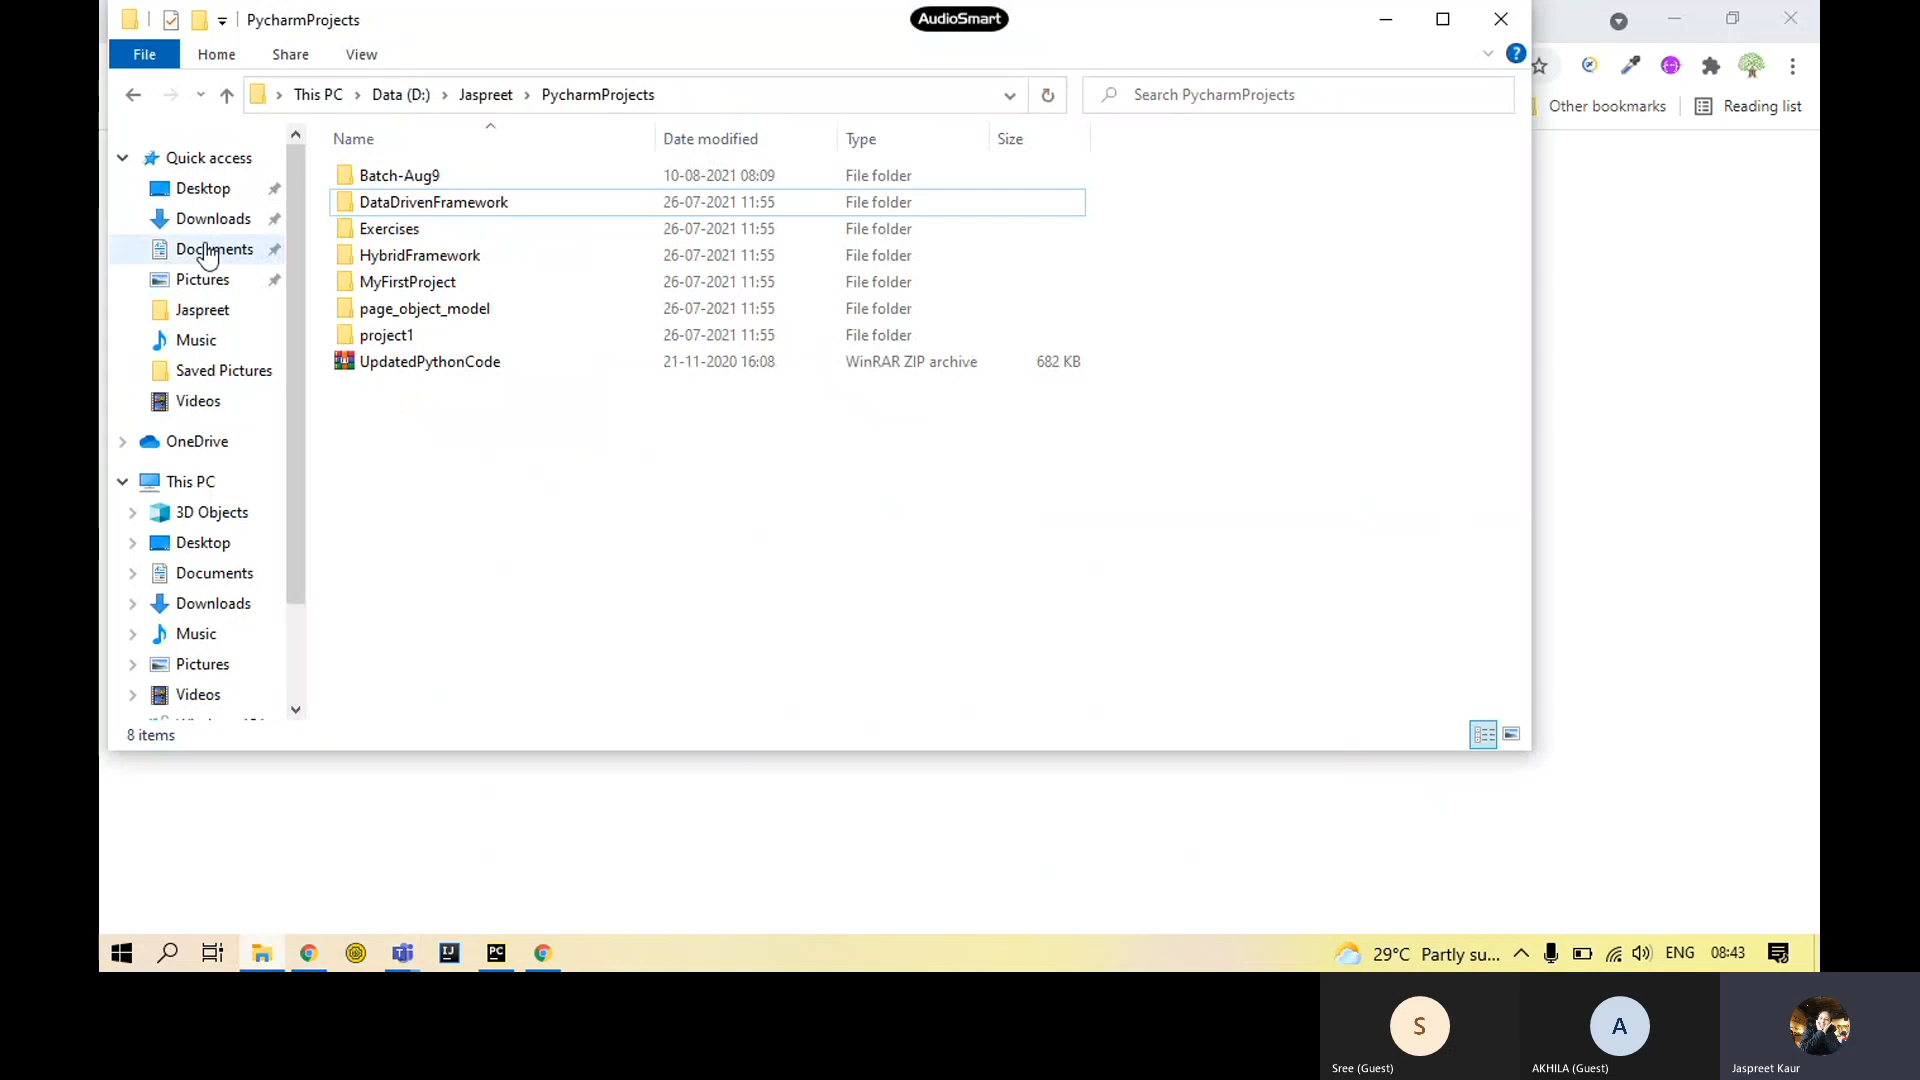 PycharmProjects
AudioSmart
File Home Share View
?
This PC Data (D:) Jaspreet PycharmProjects
Search PycharmProjects
Other bookmarks Reading list
Name Date modified Type Size
Quick access
Desktop
Downloads
Documents
Pictures
Jaspreet
Music
Saved Pictures
Videos
OneDrive
This PC
3D Objects
Desktop
Documents
Downloads
Music
Pictures
Videos
Batch-Aug9 10-08-2021 08:09 File folder
DataDrivenFramework 26-07-2021 11:55 File folder
Exercises 26-07-2021 11:55 File folder
HybridFramework 26-07-2021 11:55 File folder
MyFirstProject 26-07-2021 11:55 File folder
page_object_model 26-07-2021 11:55 File folder
project1 26-07-2021 11:55 File folder
UpdatedPythonCode 21-11-2020 16:08 WinRAR ZIP archive 682 KB
8 items
IJ PC
29°C Partly su... ENG 08:43
S A
Sree (Guest) AKHILA (Guest) Jaspreet Kaur